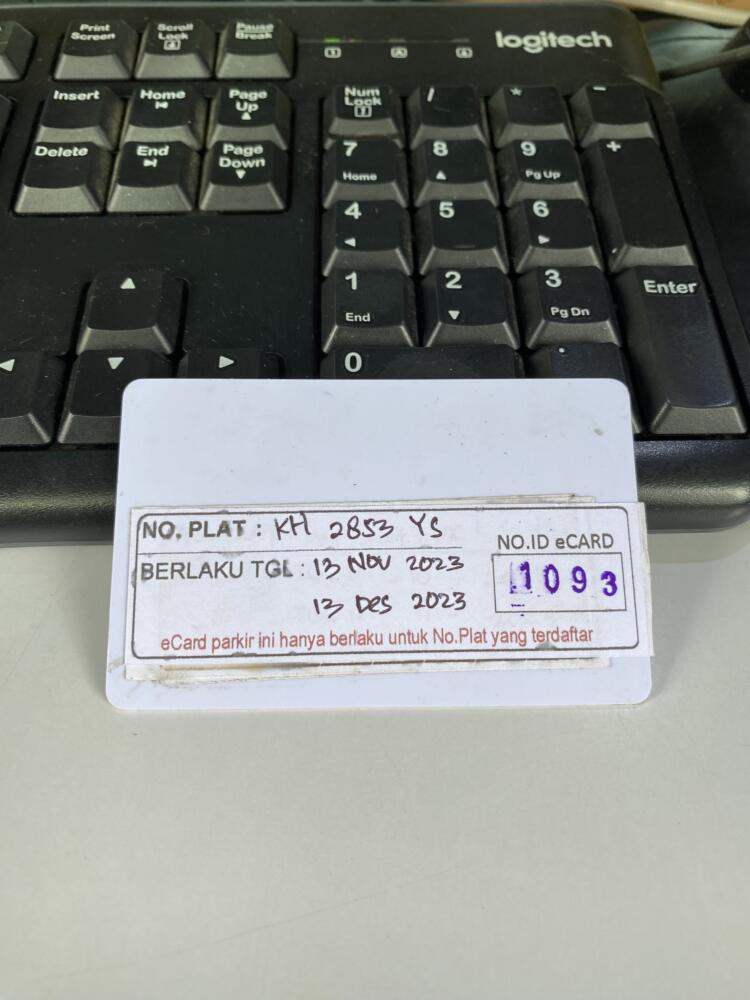 Print Screen
Scroll Lock
Pause Break
1 A
logitech
Insert Home Page Up
Num Lock / * -
Delete End Page Down
7 Home 8 9 Pg Up +
4 5 6
1 End 2 3 Pg Dn Enter
0 .
NO. PLAT : KH 2853 YS
BERLAKU TGL : 13 NOV 2023
13 DES 2023
NO.ID eCARD
1093
eCard parkir ini hanya berlaku untuk No.Plat yang terdaftar